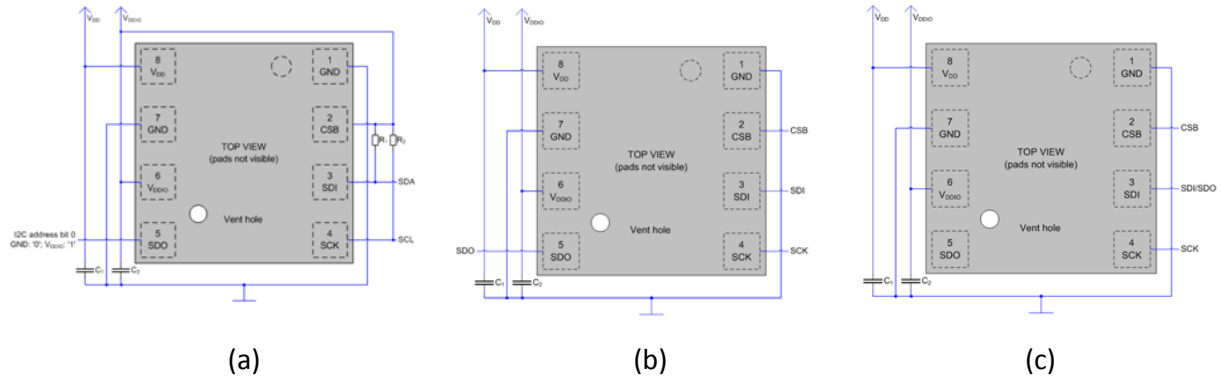 VDD
VDDIO
8
VDD
1
GND
7
GND
2
CSB
TOP VIEW
(pads not visible)
6
VDDIO
3
SDI
SDA
Vent hole
I2C address bit 0
GND: '0'; VDDIO: '1'
5
SDO
4
SCK
SCL
C1
C2
(a)
VDD
VDDIO
8
VDD
1
GND
7
GND
2
CSB
CSB
TOP VIEW
(pads not visible)
6
VDDIO
3
SDI
SDI
Vent hole
SDO
5
SDO
4
SCK
SCK
C1
C2
(b)
VDD
VDDIO
8
VDD
1
GND
7
GND
2
CSB
CSB
TOP VIEW
(pads not visible)
6
VDDIO
3
SDI
SDI/SDO
Vent hole
5
SDO
4
SCK
SCK
C1
C2
(c)